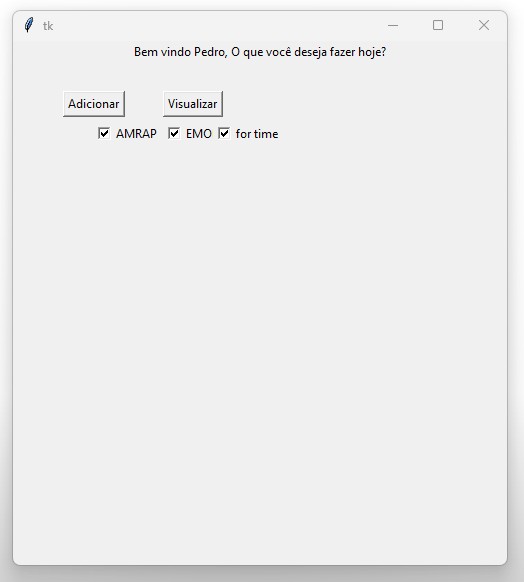 tk
Bem vindo Pedro, O que você deseja fazer hoje?
Adicionar Visualizar
AMRAP EMO for time